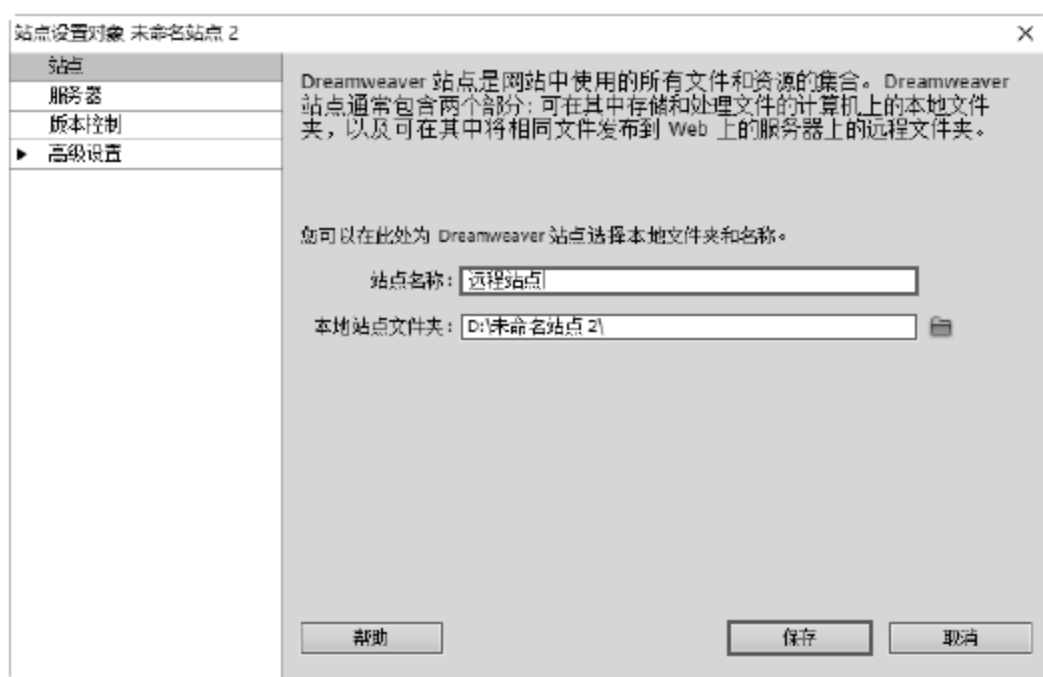 站点设置对象 未命名站点 2
站点
服务器
版本控制
高级设置
Dreamweaver 站点是网站中使用的所有文件和资源的集合。Dreamweaver
站点通常包含两个部分：可在其中存储和处理文件的计算机上的本地文件
夹，以及可在其中将相同文件发布到 Web 上的服务器上的远程文件夹。
您可以在此处为 Dreamweaver 站点选择本地文件夹和名称。
站点名称：远程站点
本地站点文件夹：D:\未命名站点 2\
帮助 保存 取消